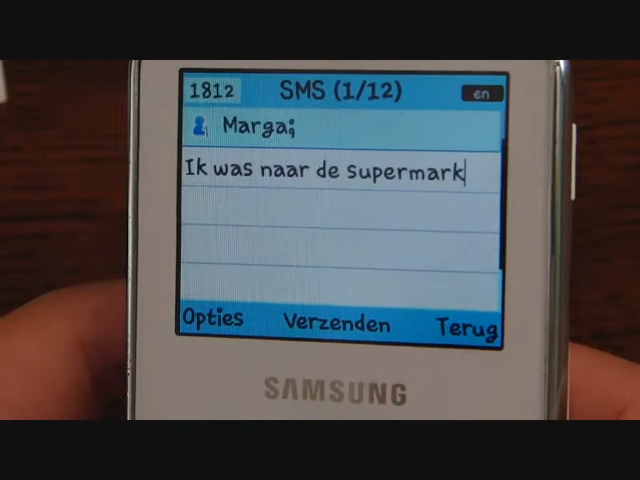 1812 SMS (1/12) en
Marga;
Ik was naar de supermark
Opties Verzenden Terug
SAMSUNG